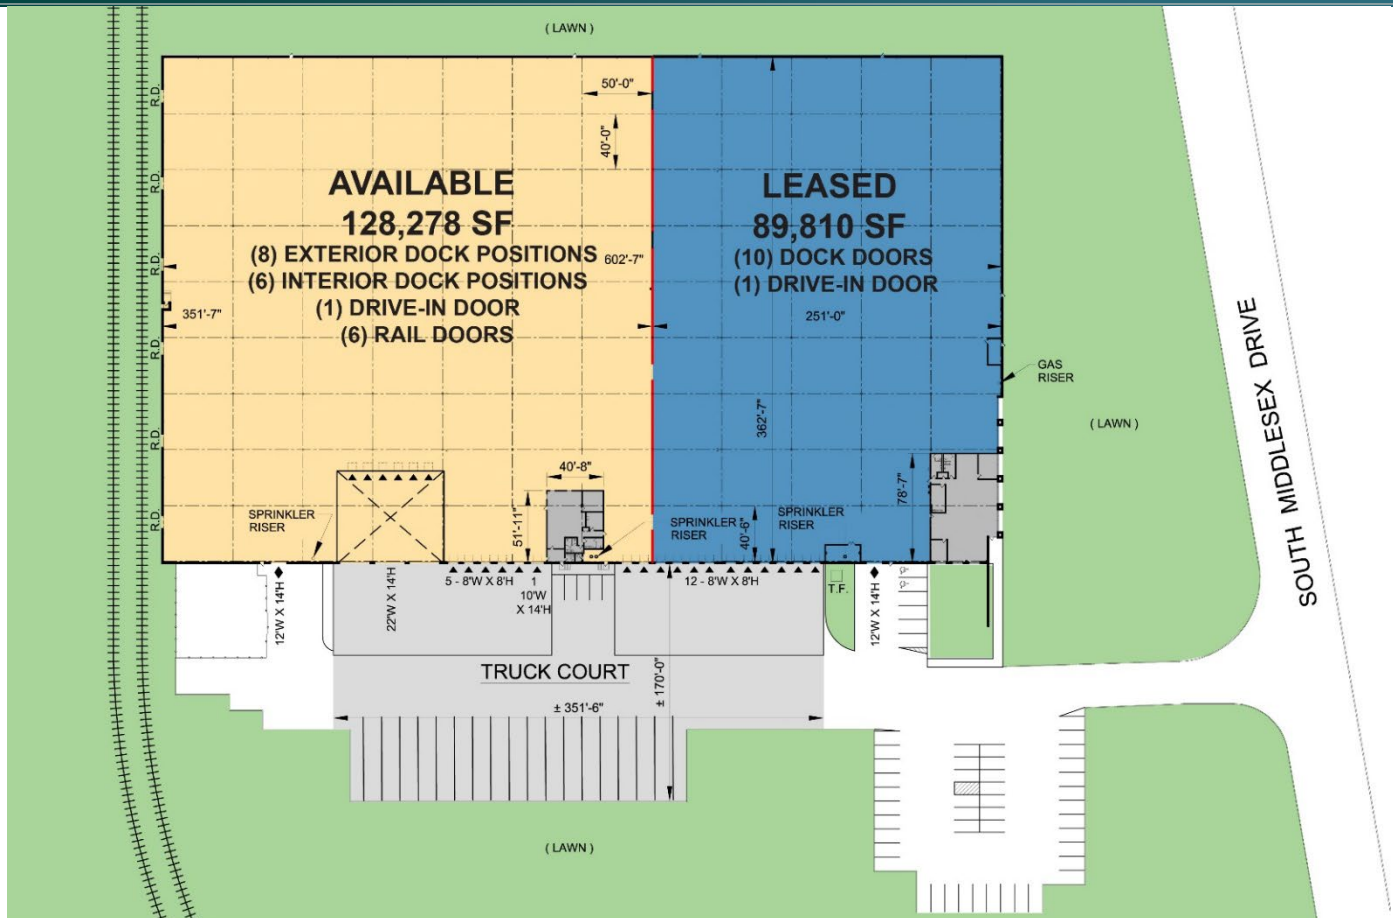 ( LAWN )
50'-0"
40'-0"
R.D.
R.D.
R.D.
R.D.
R.D.
R.D.
AVAILABLE
128,278 SF
(8) EXTERIOR DOCK POSITIONS
(6) INTERIOR DOCK POSITIONS
(1) DRIVE-IN DOOR
(6) RAIL DOORS
602'-7"
351'-7"
LEASED
89,810 SF
(10) DOCK DOORS
(1) DRIVE-IN DOOR
251'-0"
362'-7"
GAS
RISER
( LAWN )
SOUTH MIDDLESEX DRIVE
40'-8"
51'-11"
78'-7"
40'-6"
SPRINKLER
RISER
SPRINKLER
RISER
SPRINKLER
RISER
12'W X 14'H
22'W X 14'H
5 - 8'W X 8'H
1
10'W
X 14'H
12 - 8'W X 8'H
T.F.
12'W X 14'H
TRUCK COURT
± 351'-6"
± 170'-0"
( LAWN )